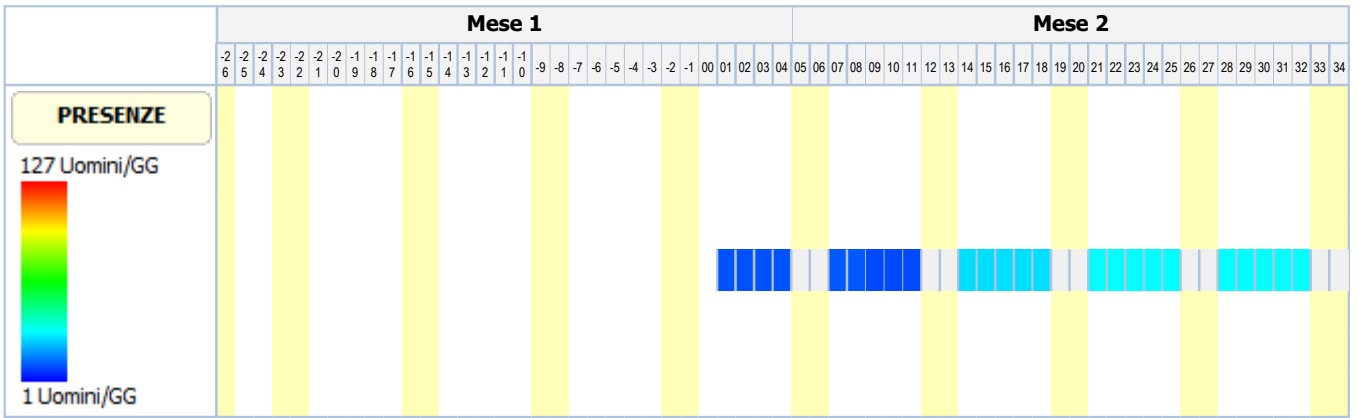 Mese 1 Mese 2
-26 -25 -24 -23 -22 -21 -20 -19 -18 -17 -16 -15 -14 -13 -12 -11 -10 -9 -8 -7 -6 -5 -4 -3 -2 -1 00 01 02 03 04 05 06 07 08 09 10 11 12 13 14 15 16 17 18 19 20 21 22 23 24 25 26 27 28 29 30 31 32 33 34
PRESENZE
127 Uomini/GG
1 Uomini/GG